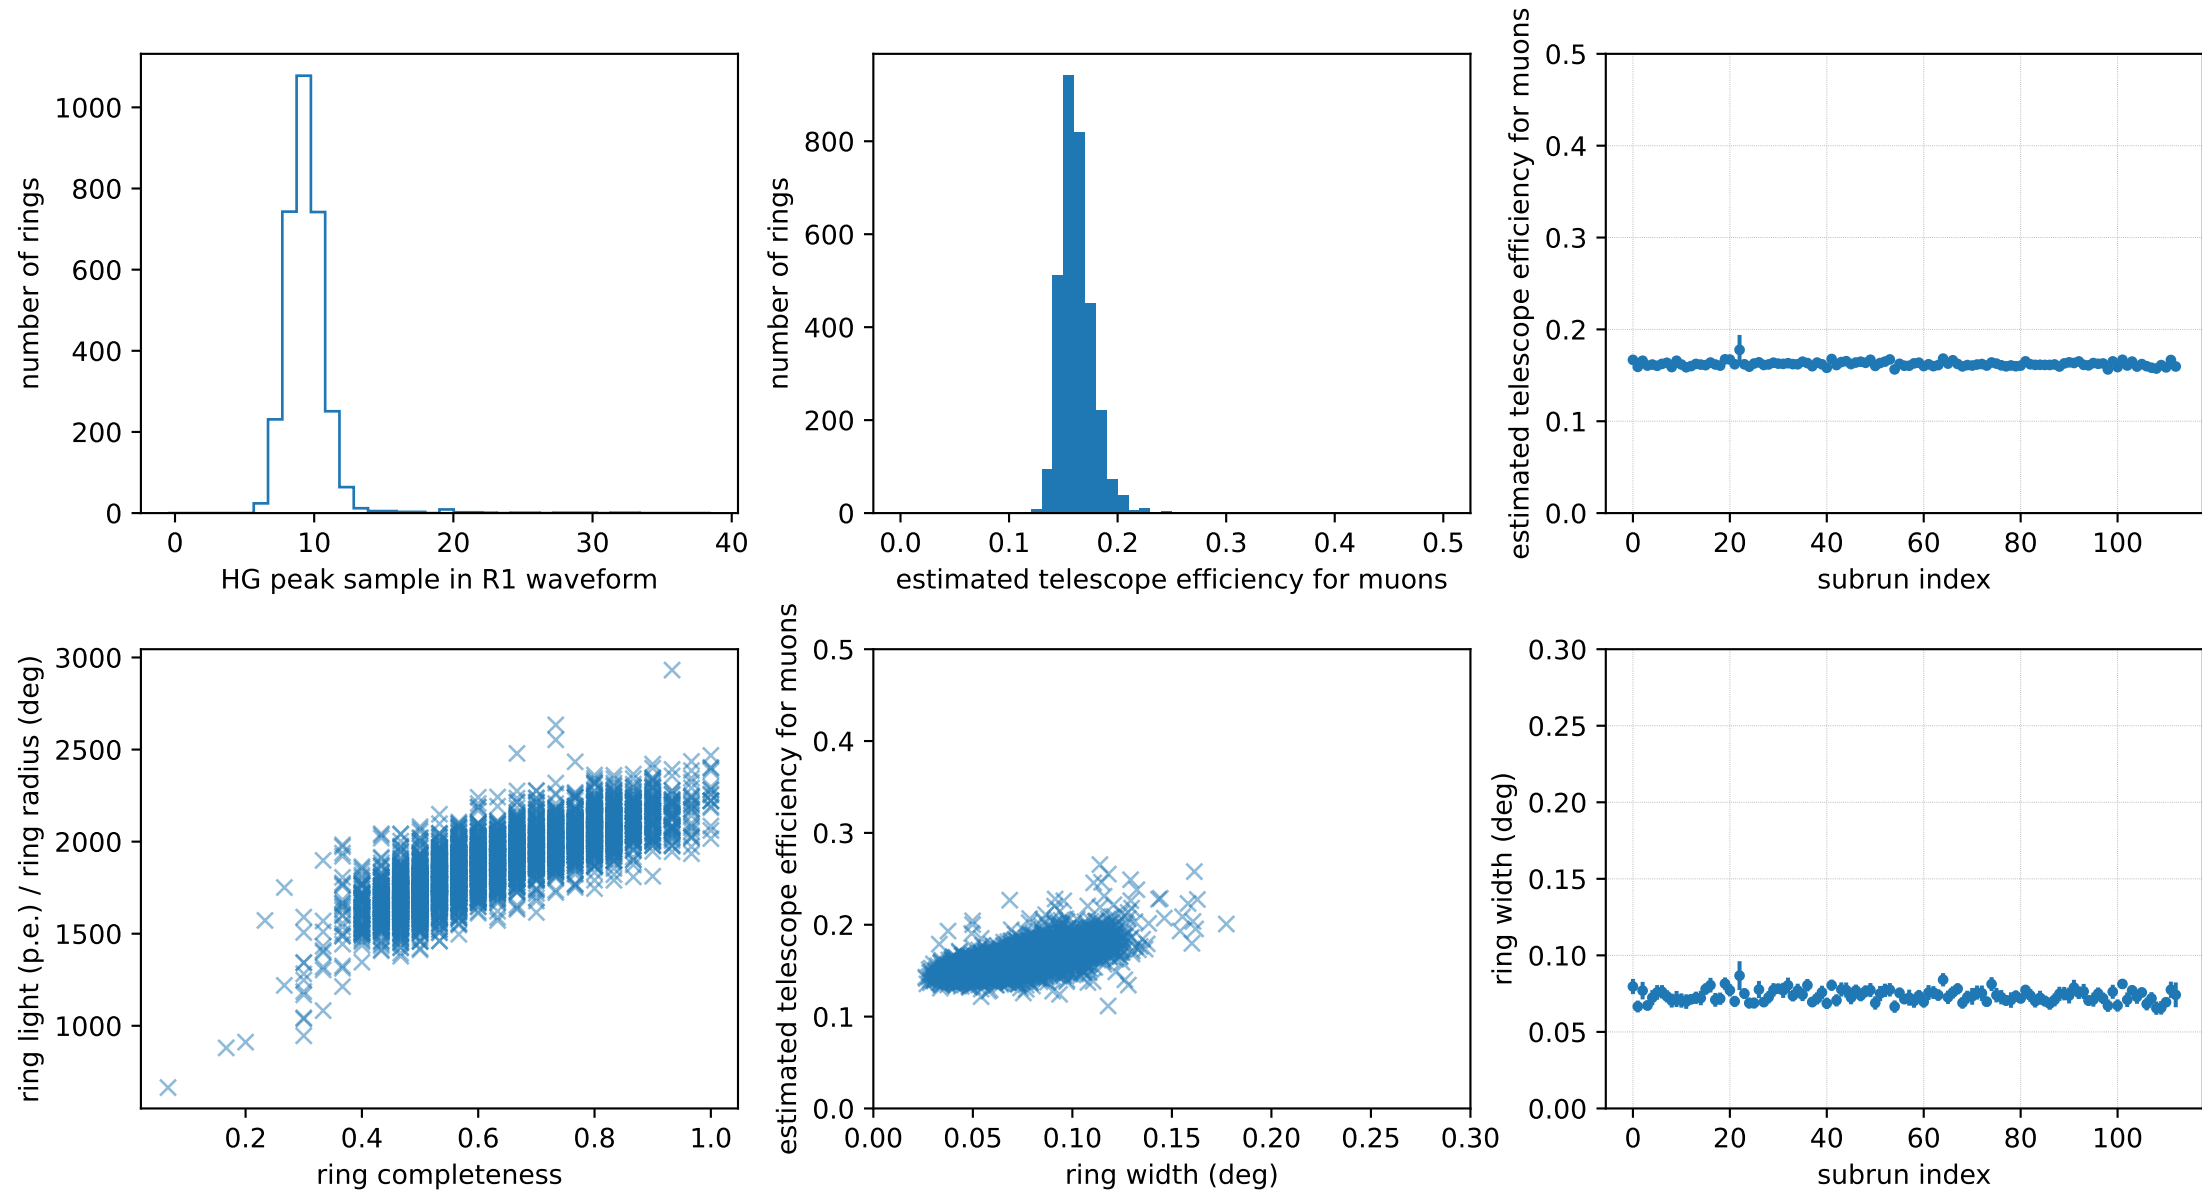 number of rings
1000
800
600
400
200
0
0 10 20 30 40
HG peak sample in R1 waveform
number of rings
800
600
400
200
0
0.0 0.1 0.2 0.3 0.4 0.5
estimated telescope efficiency for muons
estimated telescope efficiency for muons
0.5
0.4
0.3
0.2
0.1
0.0
0 20 40 60 80 100
subrun index
ring light (p.e.) / ring radius (deg)
3000
2500
2000
1500
1000
0.2 0.4 0.6 0.8 1.0
ring completeness
estimated telescope efficiency for muons
0.5
0.4
0.3
0.2
0.1
0.0
0.00 0.05 0.10 0.15 0.20 0.25 0.30
ring width (deg)
ring width (deg)
0.30
0.25
0.20
0.15
0.10
0.05
0.00
0 20 40 60 80 100
subrun index